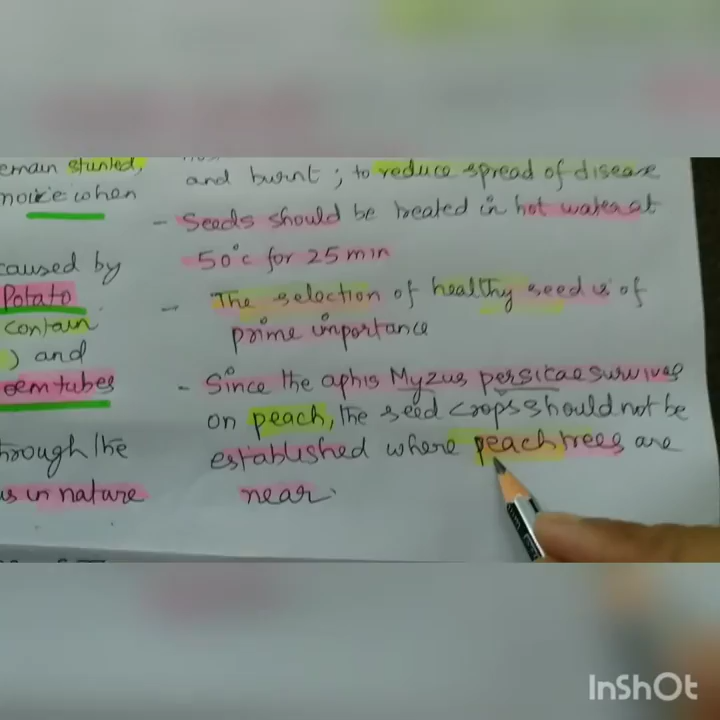 emain stunted,
when
caused by
Potato
contain
) and
oem tubes
hrough the
us in nature
and burnt ; to reduce spread of disease
- Seeds should be treated in hot water at
50°c for 25 min
- The selection of healthy seed is of
prime importance
- Since the aphis Myzus persicae survives
on peach, the seed crops should not be
established where peach trees are
near.
InShOt